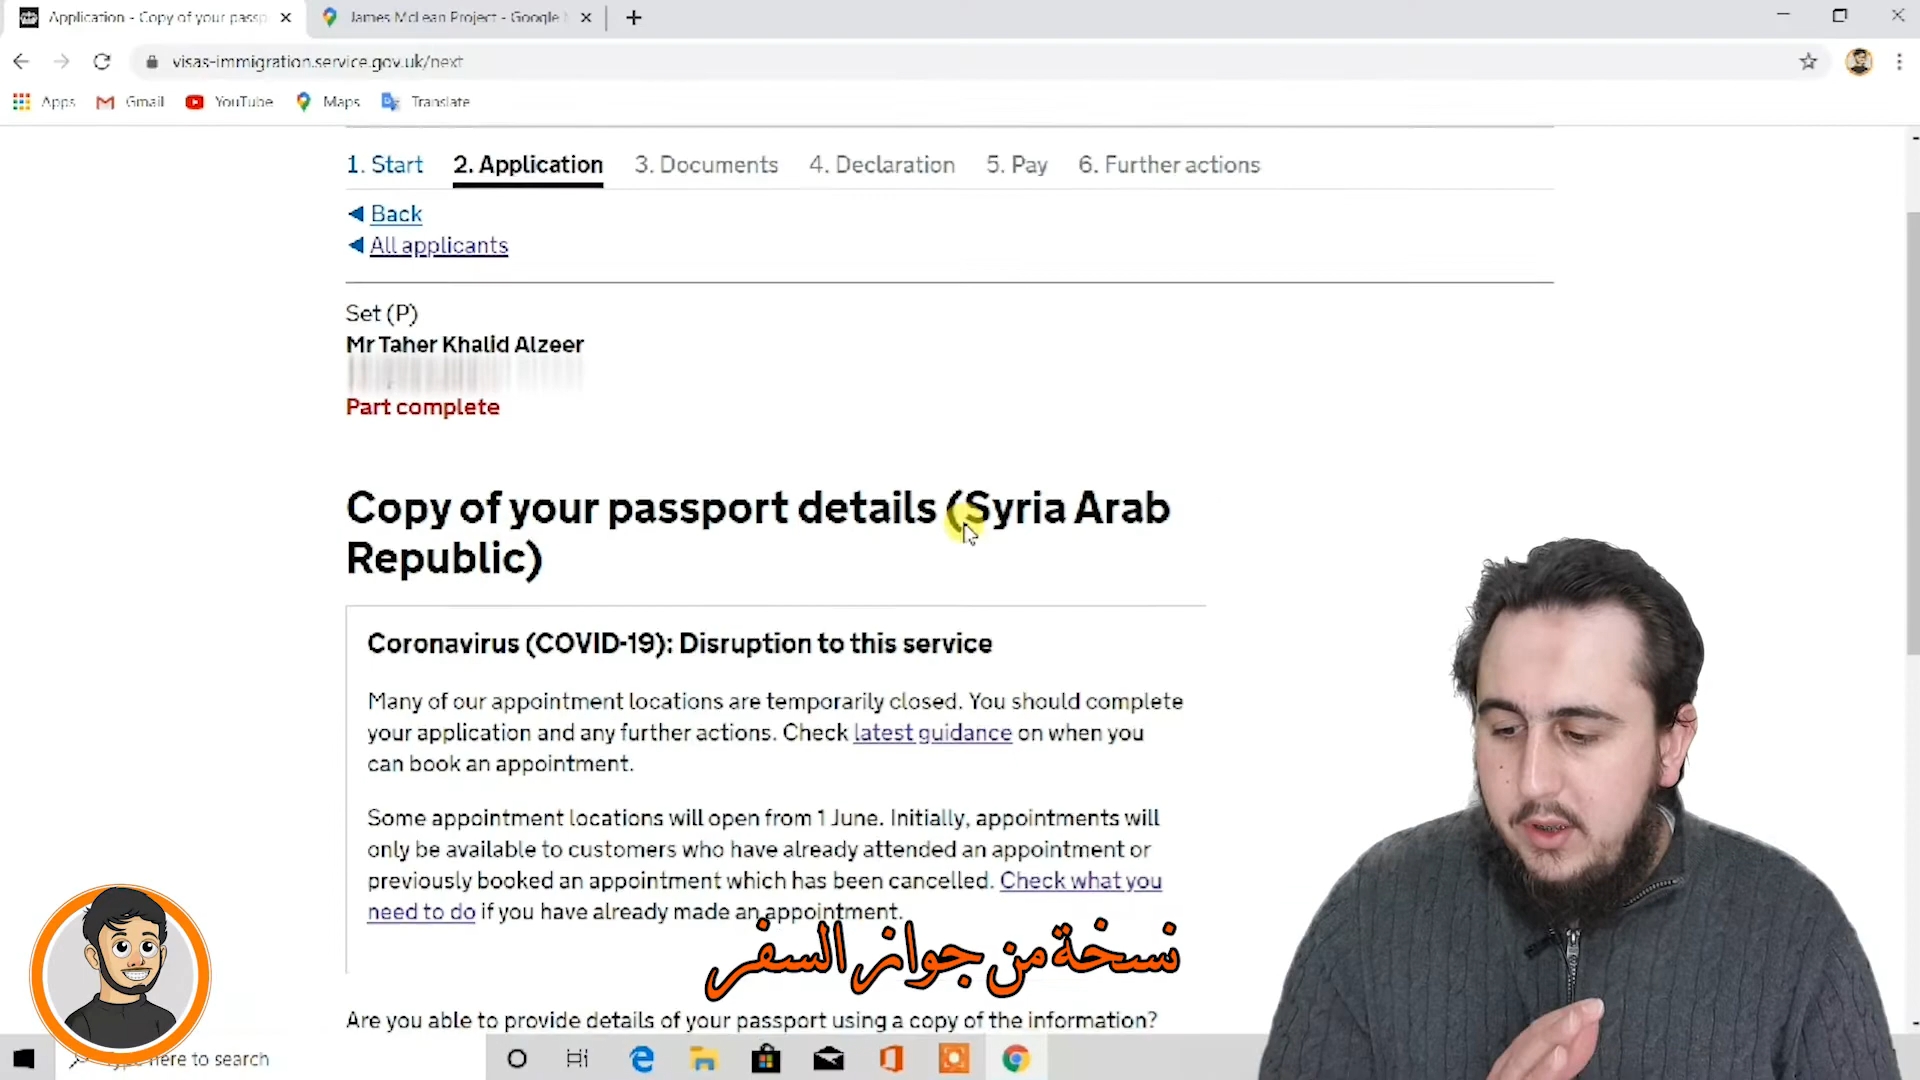 Application - Copy of your passp
James McLean Project - Google
visas-immigration.service.gov.uk/next
Apps Gmail YouTube Maps Translate
1. Start 2. Application 3. Documents 4. Declaration 5. Pay 6. Further actions
Back
All applicants
Set (P)
Mr Taher Khalid Alzeer
Part complete
Copy of your passport details (Syria Arab
Republic)
Coronavirus (COVID-19): Disruption to this service
Many of our appointment locations are temporarily closed. You should complete
your application and any further actions. Check latest guidance on when you
can book an appointment.
Some appointment locations will open from 1 June. Initially, appointments will
only be available to customers who have already attended an appointment or
previously booked an appointment which has been cancelled. Check what you
need to do if you have already made an appointment.
نسخة من جواز السفر
Are you able to provide details of your passport using a copy of the information?
here to search